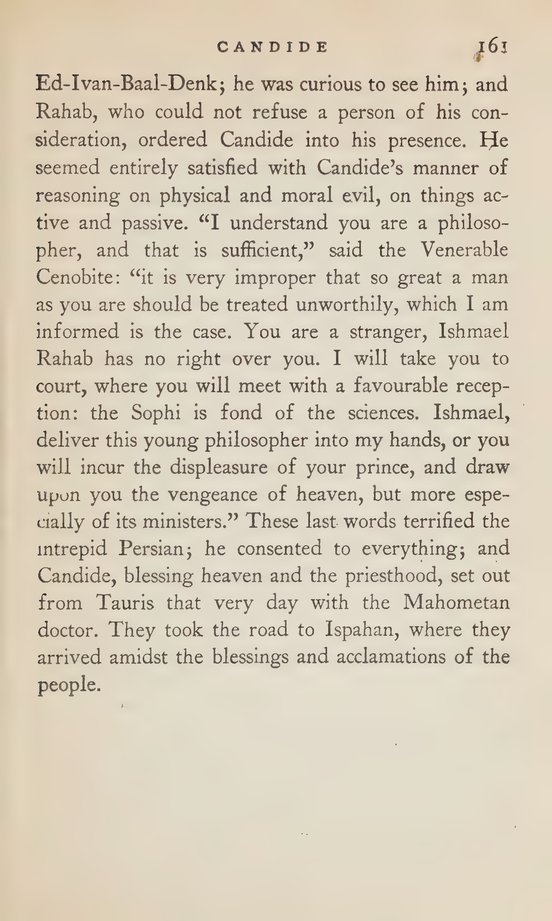 CANDIDE 161
Ed-Ivan-Baal-Denk; he was curious to see him; and
Rahab, who could not refuse a person of his con-
sideration, ordered Candide into his presence. He
seemed entirely satisfied with Candide's manner of
reasoning on physical and moral evil, on things ac-
tive and passive. “I understand you are a philoso-
pher, and that is sufficient,” said the Venerable
Cenobite: “it is very improper that so great a man
as you are should be treated unworthily, which I am
informed is the case. You are a stranger, Ishmael
Rahab has no right over you. I will take you to
court, where you will meet with a favourable recep-
tion: the Sophi is fond of the sciences. Ishmael,
deliver this young philosopher into my hands, or you
will incur the displeasure of your prince, and draw
upon you the vengeance of heaven, but more espe-
cially of its ministers.” These last words terrified the
intrepid Persian; he consented to everything; and
Candide, blessing heaven and the priesthood, set out
from Tauris that very day with the Mahometan
doctor. They took the road to Ispahan, where they
arrived amidst the blessings and acclamations of the
people.